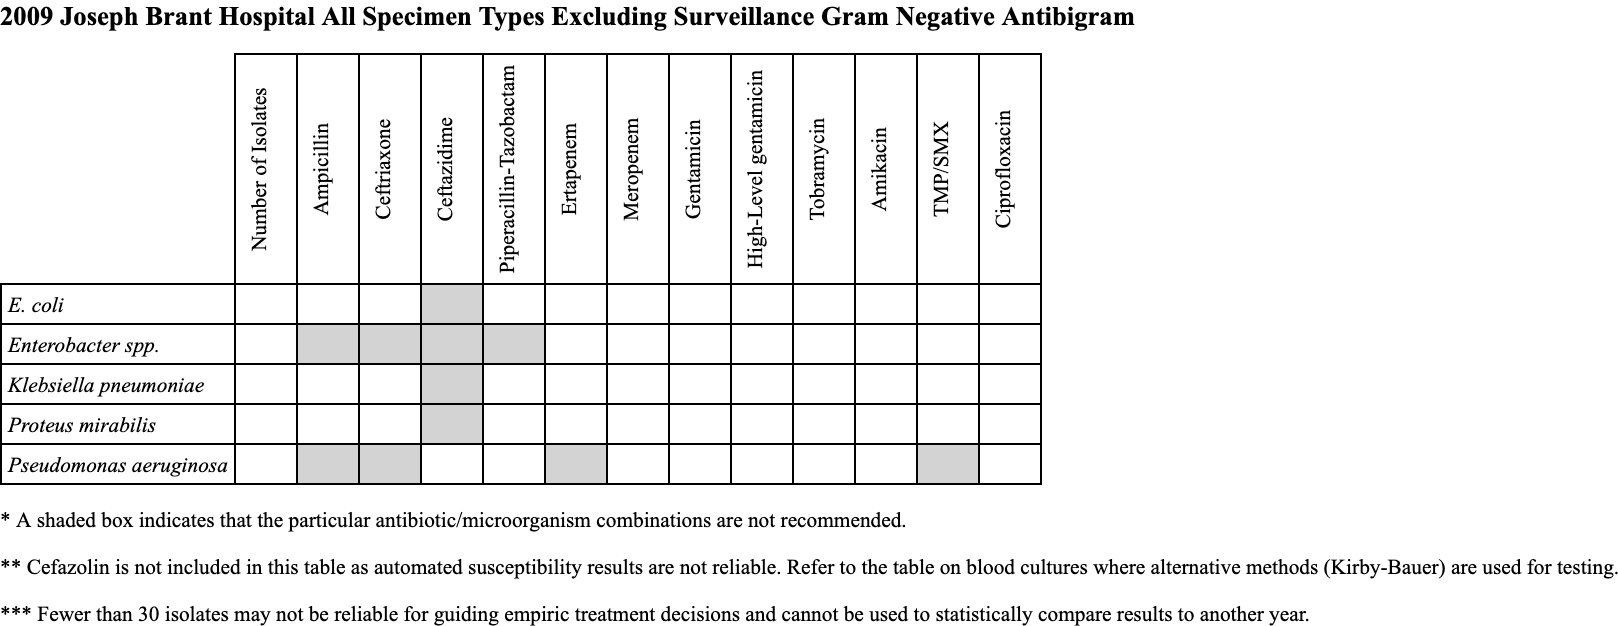 2009 Joseph Brant Hospital All Specimen Types Excluding Surveillance Gram Negative Antibigram
Number of Isolates
Ampicillin
Ceftriaxone
Ceftazidime
Piperacillin-Tazobactam
Ertapenem
Meropenem
Gentamicin
High-Level gentamicin
Tobramycin
Amikacin
TMP/SMX
Ciprofloxacin
E. coli
Enterobacter spp.
Klebsiella pneumoniae
Proteus mirabilis
Pseudomonas aeruginosa
* A shaded box indicates that the particular antibiotic/microorganism combinations are not recommended.
** Cefazolin is not included in this table as automated susceptibility results are not reliable. Refer to the table on blood cultures where alternative methods (Kirby-Bauer) are used for testing.
*** Fewer than 30 isolates may not be reliable for guiding empiric treatment decisions and cannot be used to statistically compare results to another year.